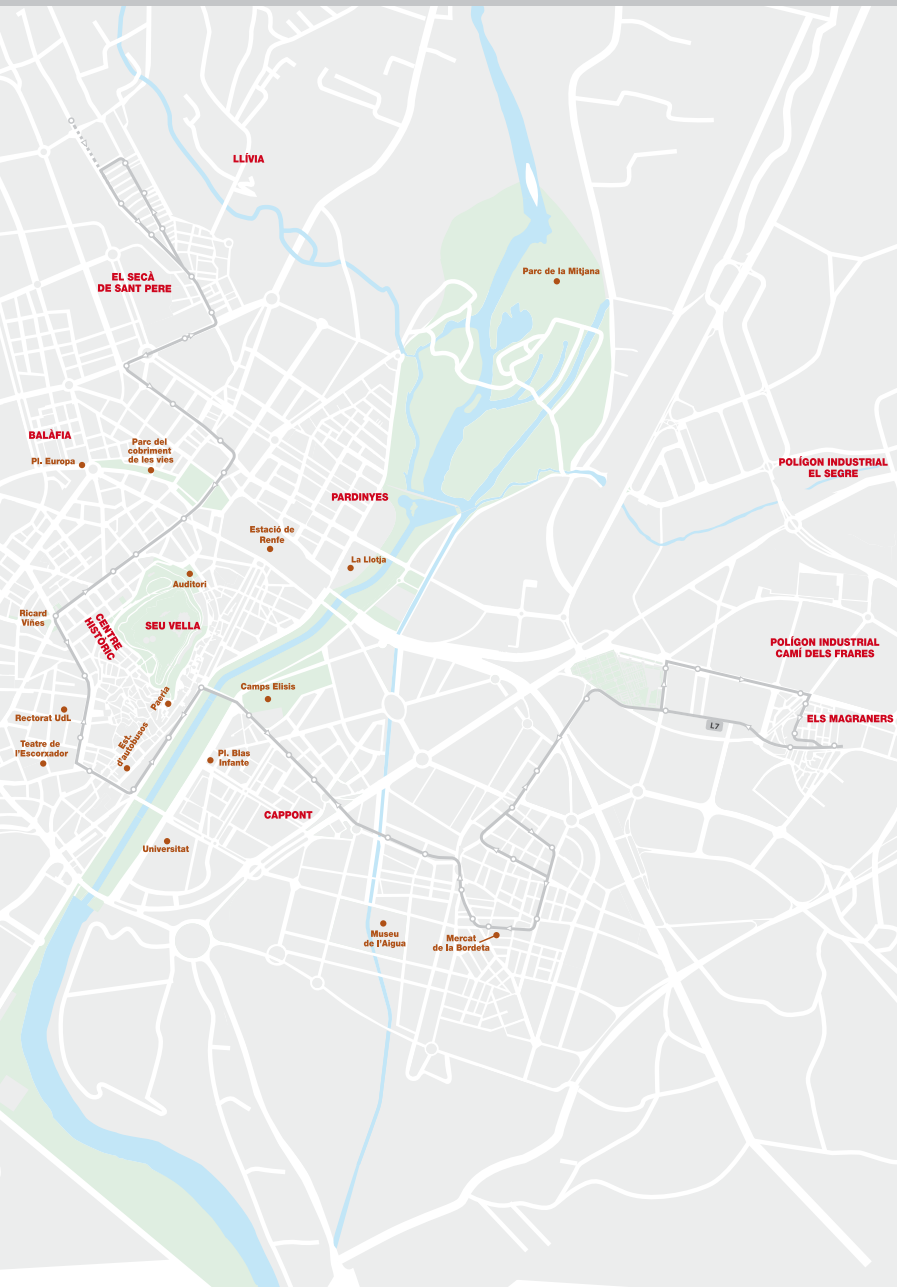 LLÍVIA
Parc de la Mitjana
EL SECÀ
DE SANT PERE
BALÀFIA
Pl. Europa
Parc del
cobriment
de les vies
POLÍGON INDUSTRIAL
EL SEGRE
PARDINYES
Estació de
Renfe
La Llotja
Auditori
Ricard
Viñes
CENTRE
HISTÒRIC
SEU VELLA
POLÍGON INDUSTRIAL
CAMÍ DELS FRARES
Camps Elisis
Paeria
Rectorat UdL
ELS MAGRANERS
L7
Teatre de
l'Escorxador
Est.
d'autobusos
Pl. Blas
Infante
CAPPONT
Universitat
Museu
de l'Aigua
Mercat
de la Bordeta